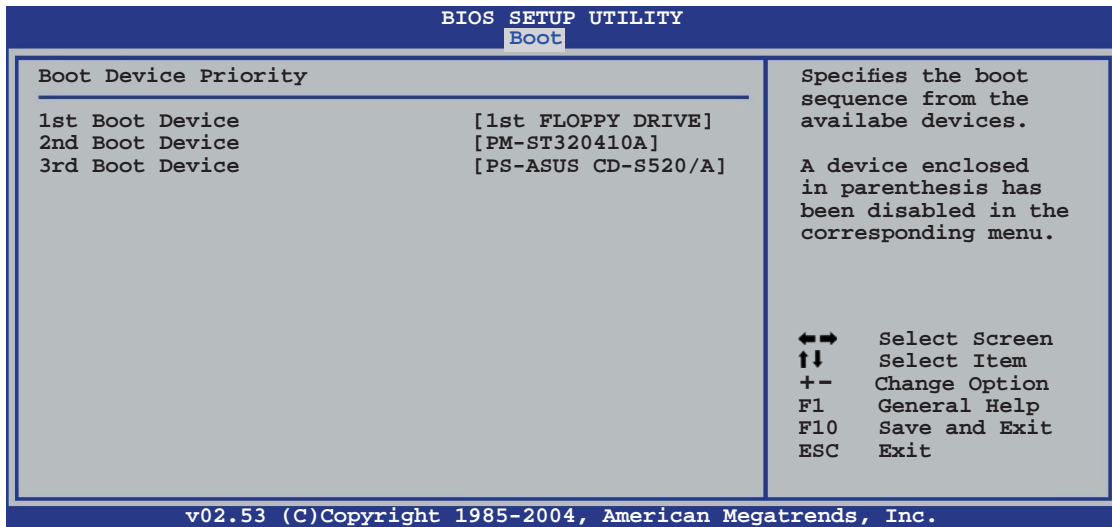 BIOS SETUP UTILITY
Boot
Boot Device Priority
1st Boot Device [1st FLOPPY DRIVE]
2nd Boot Device [PM-ST320410A]
3rd Boot Device [PS-ASUS CD-S520/A]
Specifies the boot
sequence from the
availabe devices.
A device enclosed
in parenthesis has
been disabled in the
corresponding menu.
←→ Select Screen
↑↓ Select Item
+- Change Option
F1 General Help
F10 Save and Exit
ESC Exit
v02.53 (C)Copyright 1985-2004, American Megatrends, Inc.